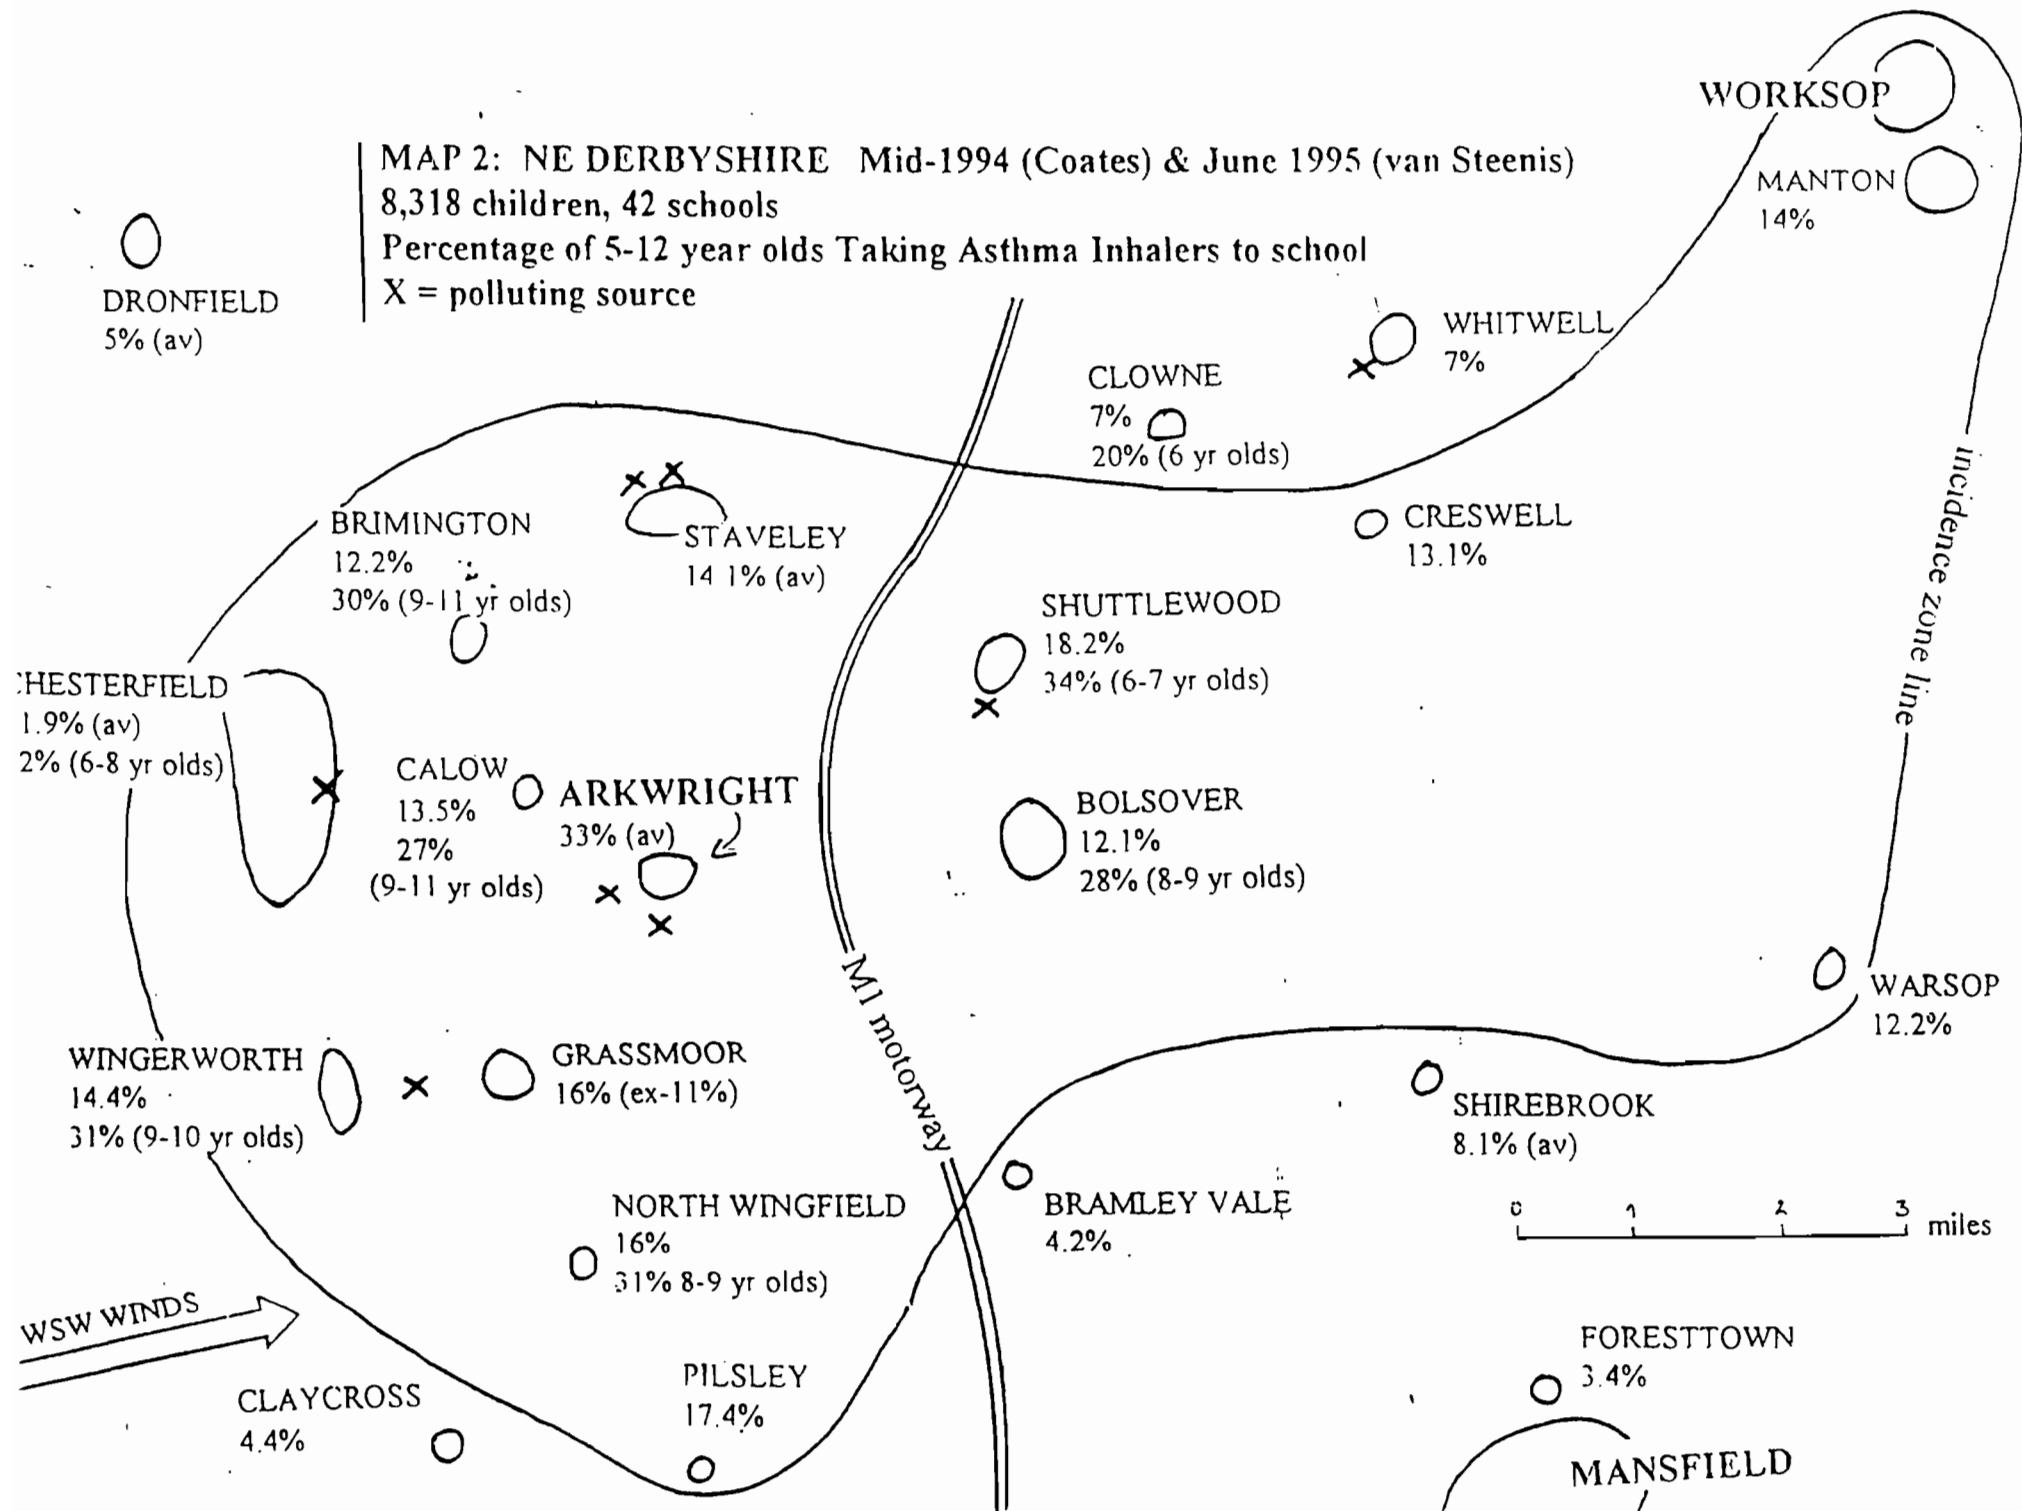 WORKSOP
MAP 2: NE DERBYSHIRE Mid-1994 (Coates) & June 1995 (van Steenis)
8,318 children, 42 schools
Percentage of 5-12 year olds Taking Asthma Inhalers to school
X = polluting source
MANTON
14%
DRONFIELD
5% (av)
WHITWELL
7%
CLOWNE
7%
20% (6 yr olds)
incidence zone line
BRIMINGTON
12.2%
30% (9-11 yr olds)
STAVELEY
14 1% (av)
CRESWELL
13.1%
SHUTTLEWOOD
18.2%
34% (6-7 yr olds)
HESTERFIELD
1.9% (av)
2% (6-8 yr olds)
CALOW
13.5%
27%
(9-11 yr olds)
ARKWRIGHT
33% (av)
BOLSOVER
12.1%
28% (8-9 yr olds)
M1 motorway
WARSOP
12.2%
WINGERWORTH
14.4%
31% (9-10 yr olds)
GRASSMOOR
16% (ex-11%)
SHIREBROOK
8.1% (av)
NORTH WINGFIELD
16%
31% 8-9 yr olds)
BRAMLEY VALE
4.2%
0 1 2 3 miles
WSW WINDS
FORESTTOWN
3.4%
CLAYCROSS
4.4%
PILSLEY
17.4%
MANSFIELD